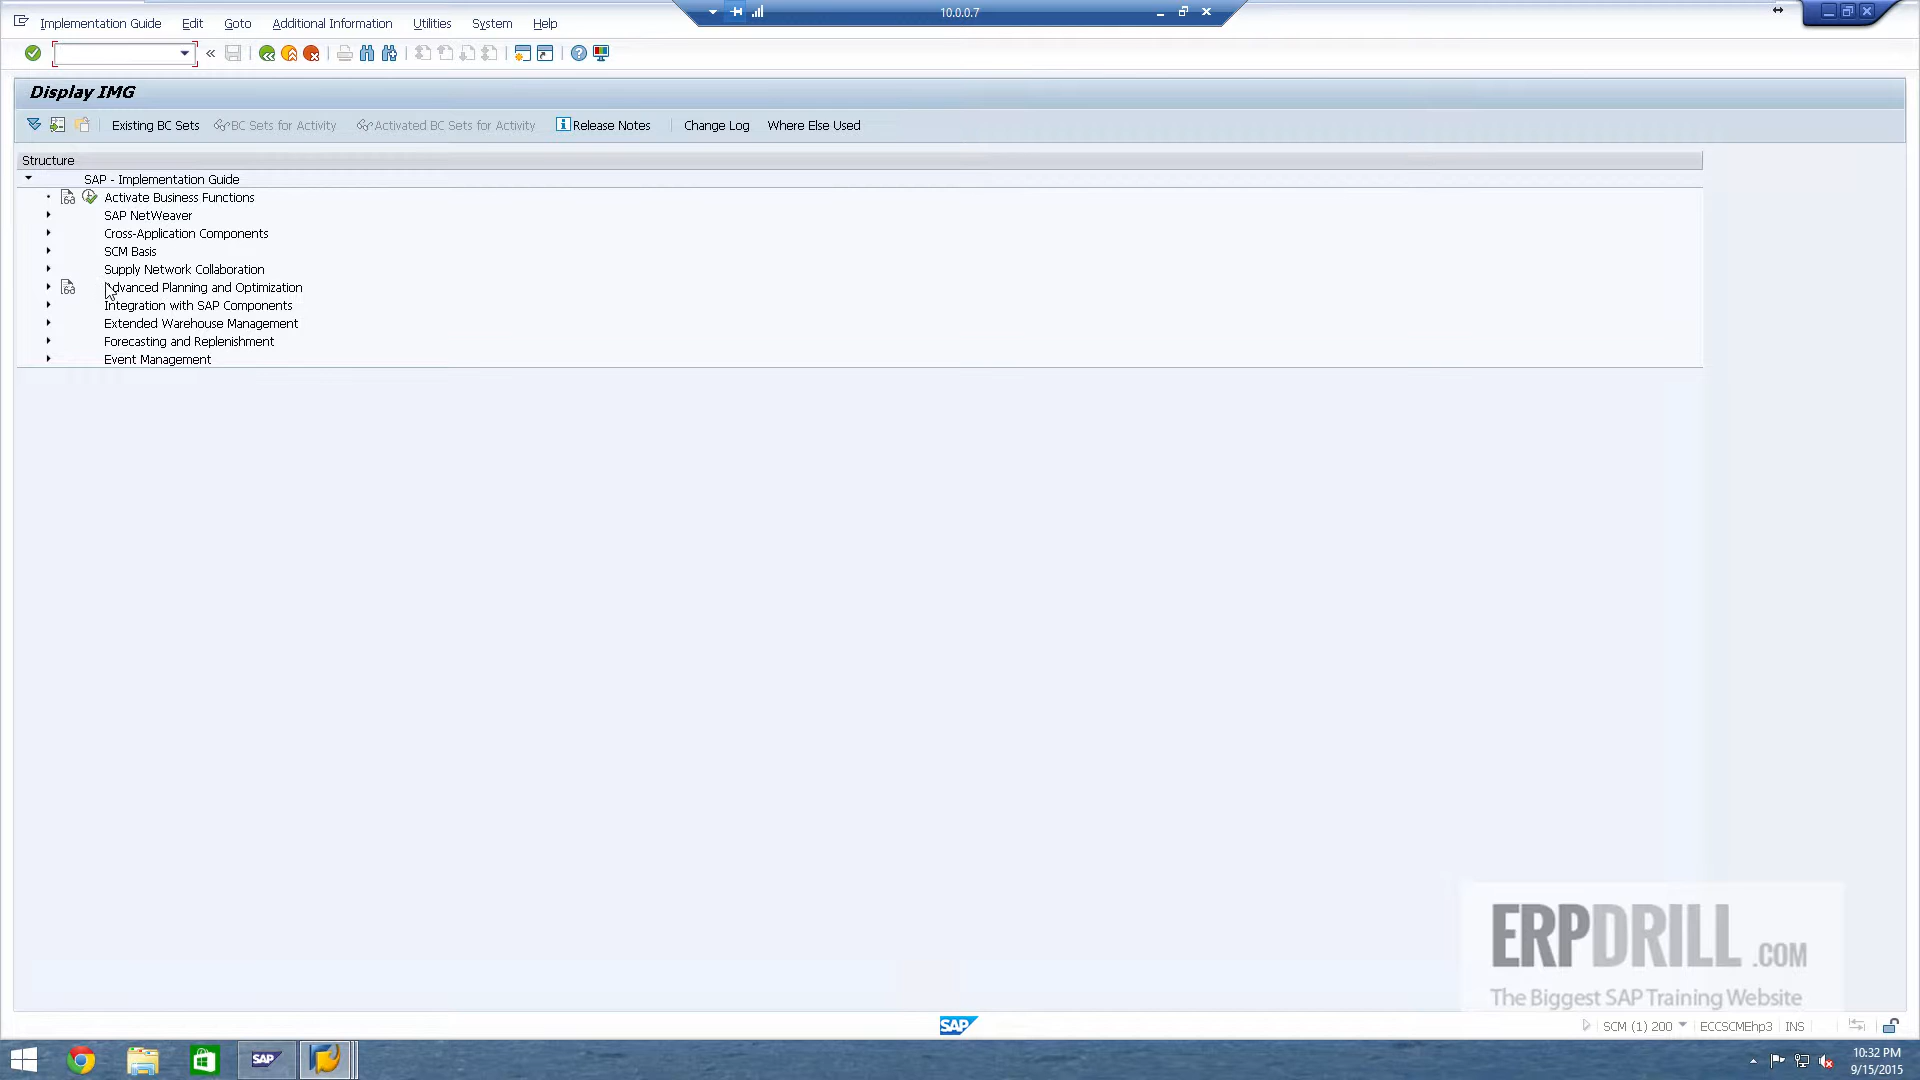 Implementation Guide Edit Goto Additional Information Utilities System Help
10.0.0.7
Display IMG
Existing BC Sets BC Sets for Activity Activated BC Sets for Activity Release Notes Change Log Where Else Used
Structure
SAP - Implementation Guide
Activate Business Functions
SAP NetWeaver
Cross-Application Components
SCM Basis
Supply Network Collaboration
Advanced Planning and Optimization
Integration with SAP Components
Extended Warehouse Management
Forecasting and Replenishment
Event Management
ERPDRILL.COM
The Biggest SAP Training Website
SAP
SCM (1) 200 ECCSCMEhp3 INS
SAP
10:32 PM
9/15/2015